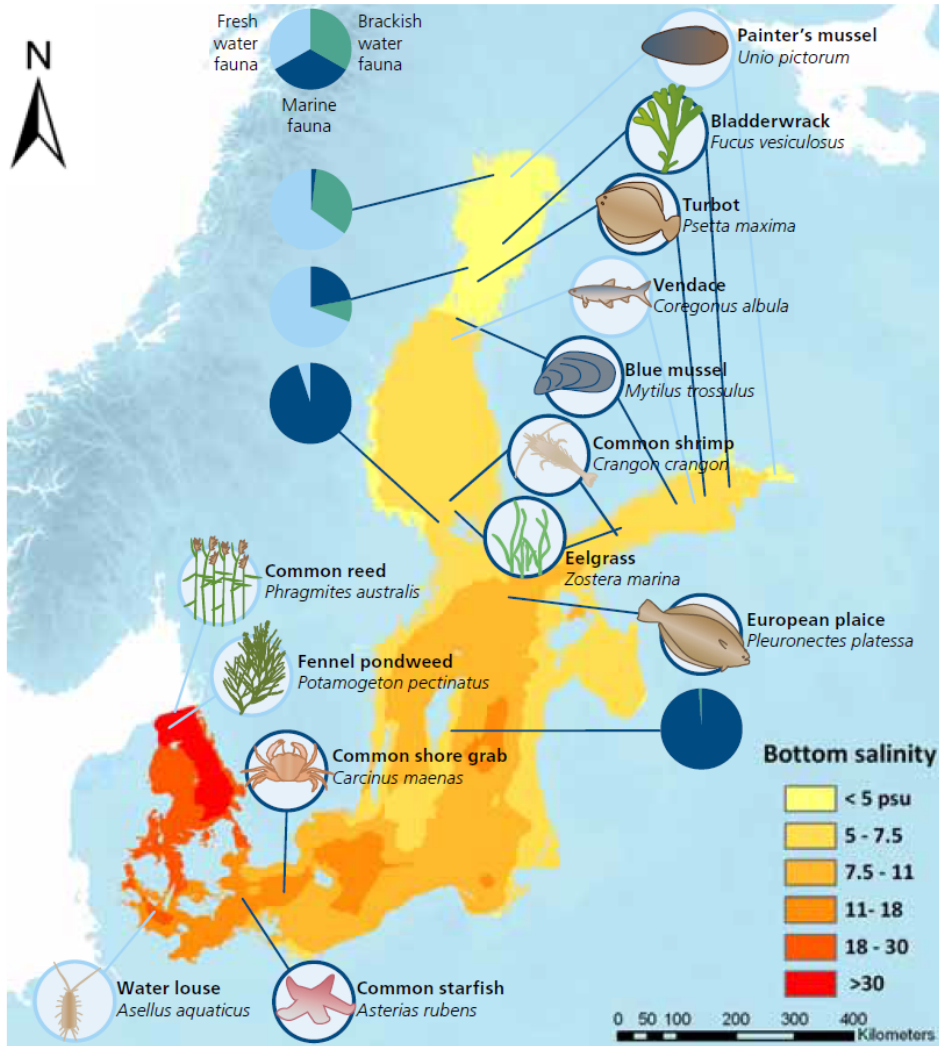 Fresh water fauna
Brackish water fauna
Marine fauna
N
Painter's mussel
Unio pictorum
Bladderwrack
Fucus vesiculosus
Turbot
Psetta maxima
Vendace
Coregonus albula
Blue mussel
Mytilus trossulus
Common shrimp
Crangon crangon
Eelgrass
Zostera marina
Common reed
Phragmites australis
European plaice
Pleuronectes platessa
Fennel pondweed
Potamogeton pectinatus
Common shore grab
Carcinus maenas
Bottom salinity
< 5 psu
5 - 7.5
7.5 - 11
11- 18
18 - 30
>30
Water louse
Asellus aquaticus
Common starfish
Asterias rubens
0 50 100 200 300 400
Kilometers